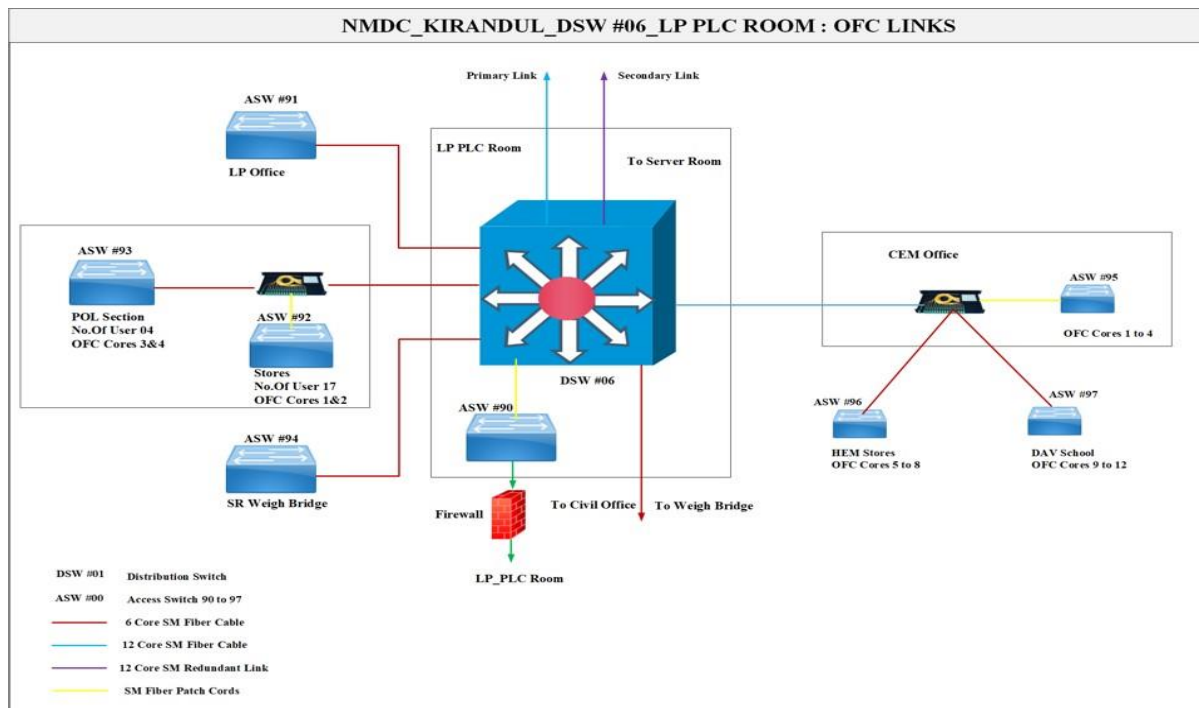 NMDC_KIRANDUL_DSW #06_LP PLC ROOM : OFC LINKS
Primary Link
Secondary Link
ASW #91
LP Office
LP PLC Room
To Server Room
CEM Office
ASW #93
POL Section
No.Of User 04
OFC Cores 3&4
ASW #92
Stores
No.Of User 17
OFC Cores 1&2
ASW #95
OFC Cores 1 to 4
DSW #06
ASW #90
ASW #96
HEM Stores
OFC Cores 5 to 8
ASW #97
DAV School
OFC Cores 9 to 12
ASW #94
SR Weigh Bridge
Firewall
To Civil Office
To Weigh Bridge
LP_PLC Room
DSW #01 Distribution Switch
ASW #00 Access Switch 90 to 97
6 Core SM Fiber Cable
12 Core SM Fiber Cable
12 Core SM Redundant Link
SM Fiber Patch Cords